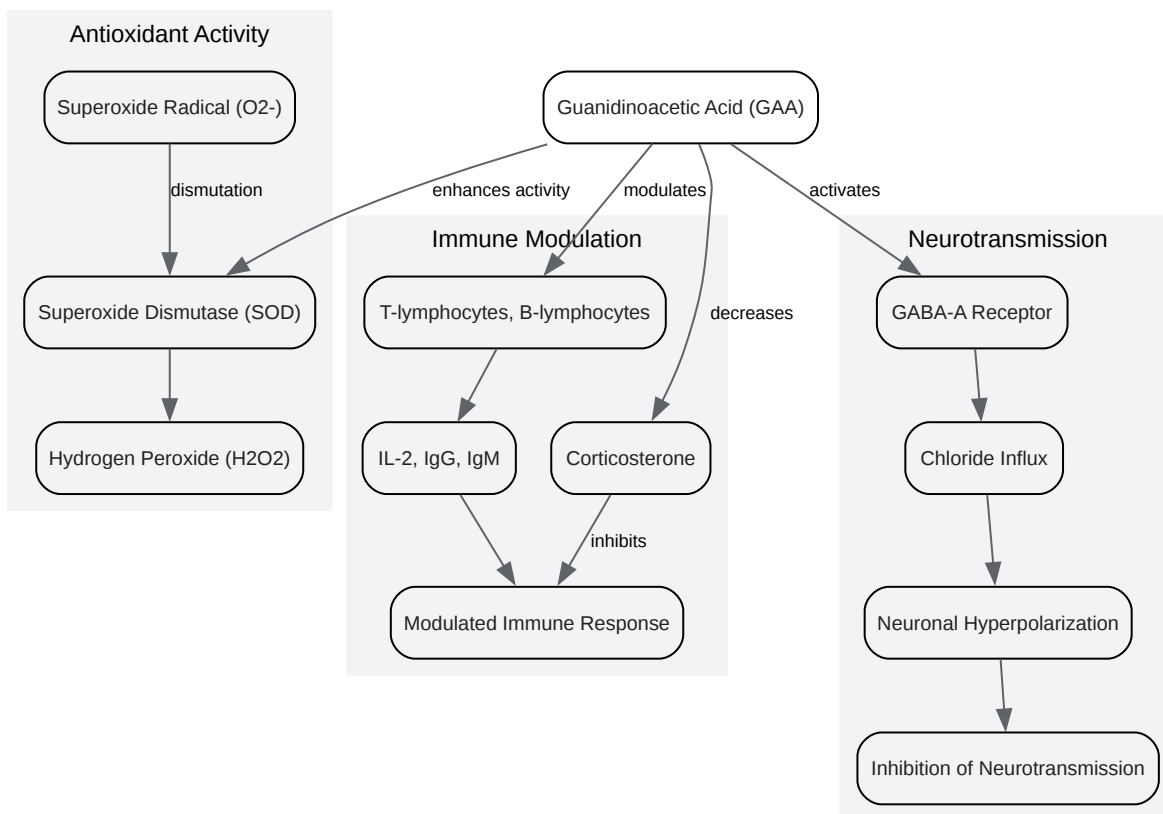 Antioxidant Activity
Superoxide Radical (O2-)
Guanidinoacetic Acid (GAA)
dismutation
enhances activity
modulates
activates
Immune Modulation
Neurotransmission
Superoxide Dismutase (SOD)
T-lymphocytes, B-lymphocytes
decreases
GABA-A Receptor
Hydrogen Peroxide (H2O2)
IL-2, IgG, IgM
Corticosterone
Chloride Influx
inhibits
Modulated Immune Response
Neuronal Hyperpolarization
Inhibition of Neurotransmission